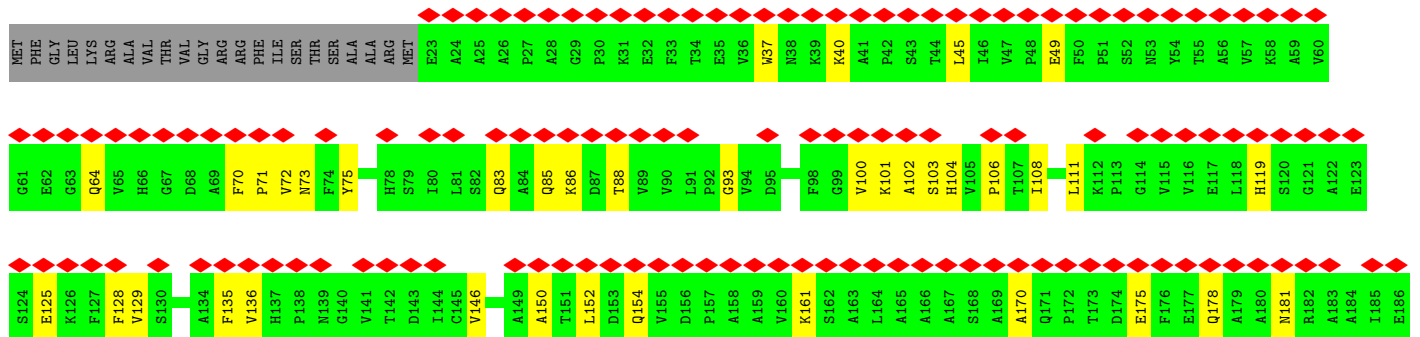 MET PHE GLY LEU LYS ARG ALA VAL THR VAL GLY ARG ARG PHE ILE SER THR SER ALA ALA ARG MET E23 A24 A25 A26 P27 A28 G29 P30 K31 E32 F33 T34 E35 V36 W37 N38 K39 K40 A41 P42 S43 T44 L45 I46 V47 P48 E49 F50 P51 S52 N53 Y54 T55 A56 V57 K58 A59 V60
G61 E62 G63 Q64 V65 H66 G67 D68 A69 F70 P71 V72 N73 F74 Y75 H78 S79 I80 L81 S82 Q83 A84 Q85 K86 D87 T88 V89 V90 L91 P92 G93 V94 D95 F98 G99 V100 K101 A102 S103 H104 V105 P106 T107 I108 L111 K112 P113 G114 V115 V116 E117 L118 H119 S120 G121 A122 E123
S124 E125 K126 F127 F128 V129 S130 A134 F135 V136 H137 P138 N139 G140 V141 T142 D143 I144 C145 V146 A149 A150 T151 L152 D153 Q154 V155 D156 P157 A158 A159 V160 K161 S162 A163 L164 A165 A166 A167 S168 A169 A170 Q171 P172 T173 D174 E175 F176 E177 Q178 A179 A180 N181 R182 A183 A184 I185 E186